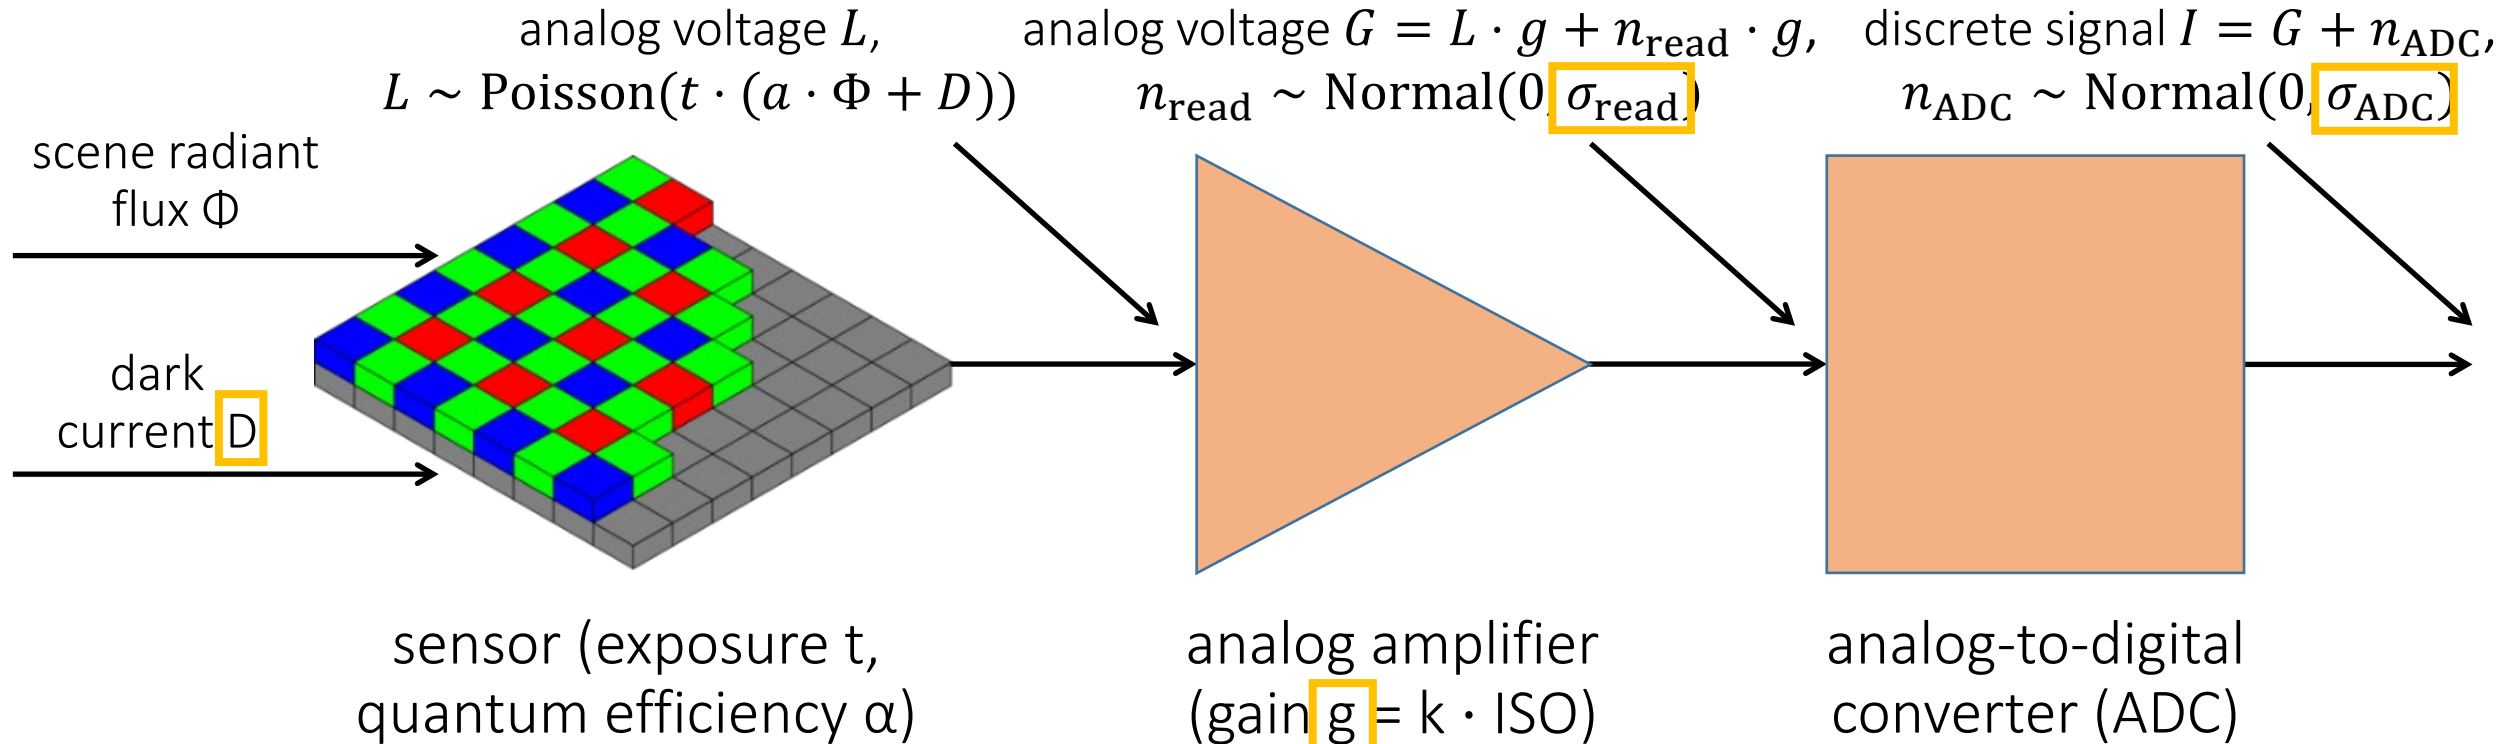 analog voltage L,
L ~ Poisson(t · (a · Φ + D))
analog voltage G = L · g + n_read · g,
n_read ~ Normal(0, σ_read)
discrete signal I = G + n_ADC,
n_ADC ~ Normal(0, σ_ADC)
scene radiant
flux Φ
dark
current D
sensor (exposure t,
quantum efficiency α)
analog amplifier
(gain g = k · ISO)
analog-to-digital
converter (ADC)